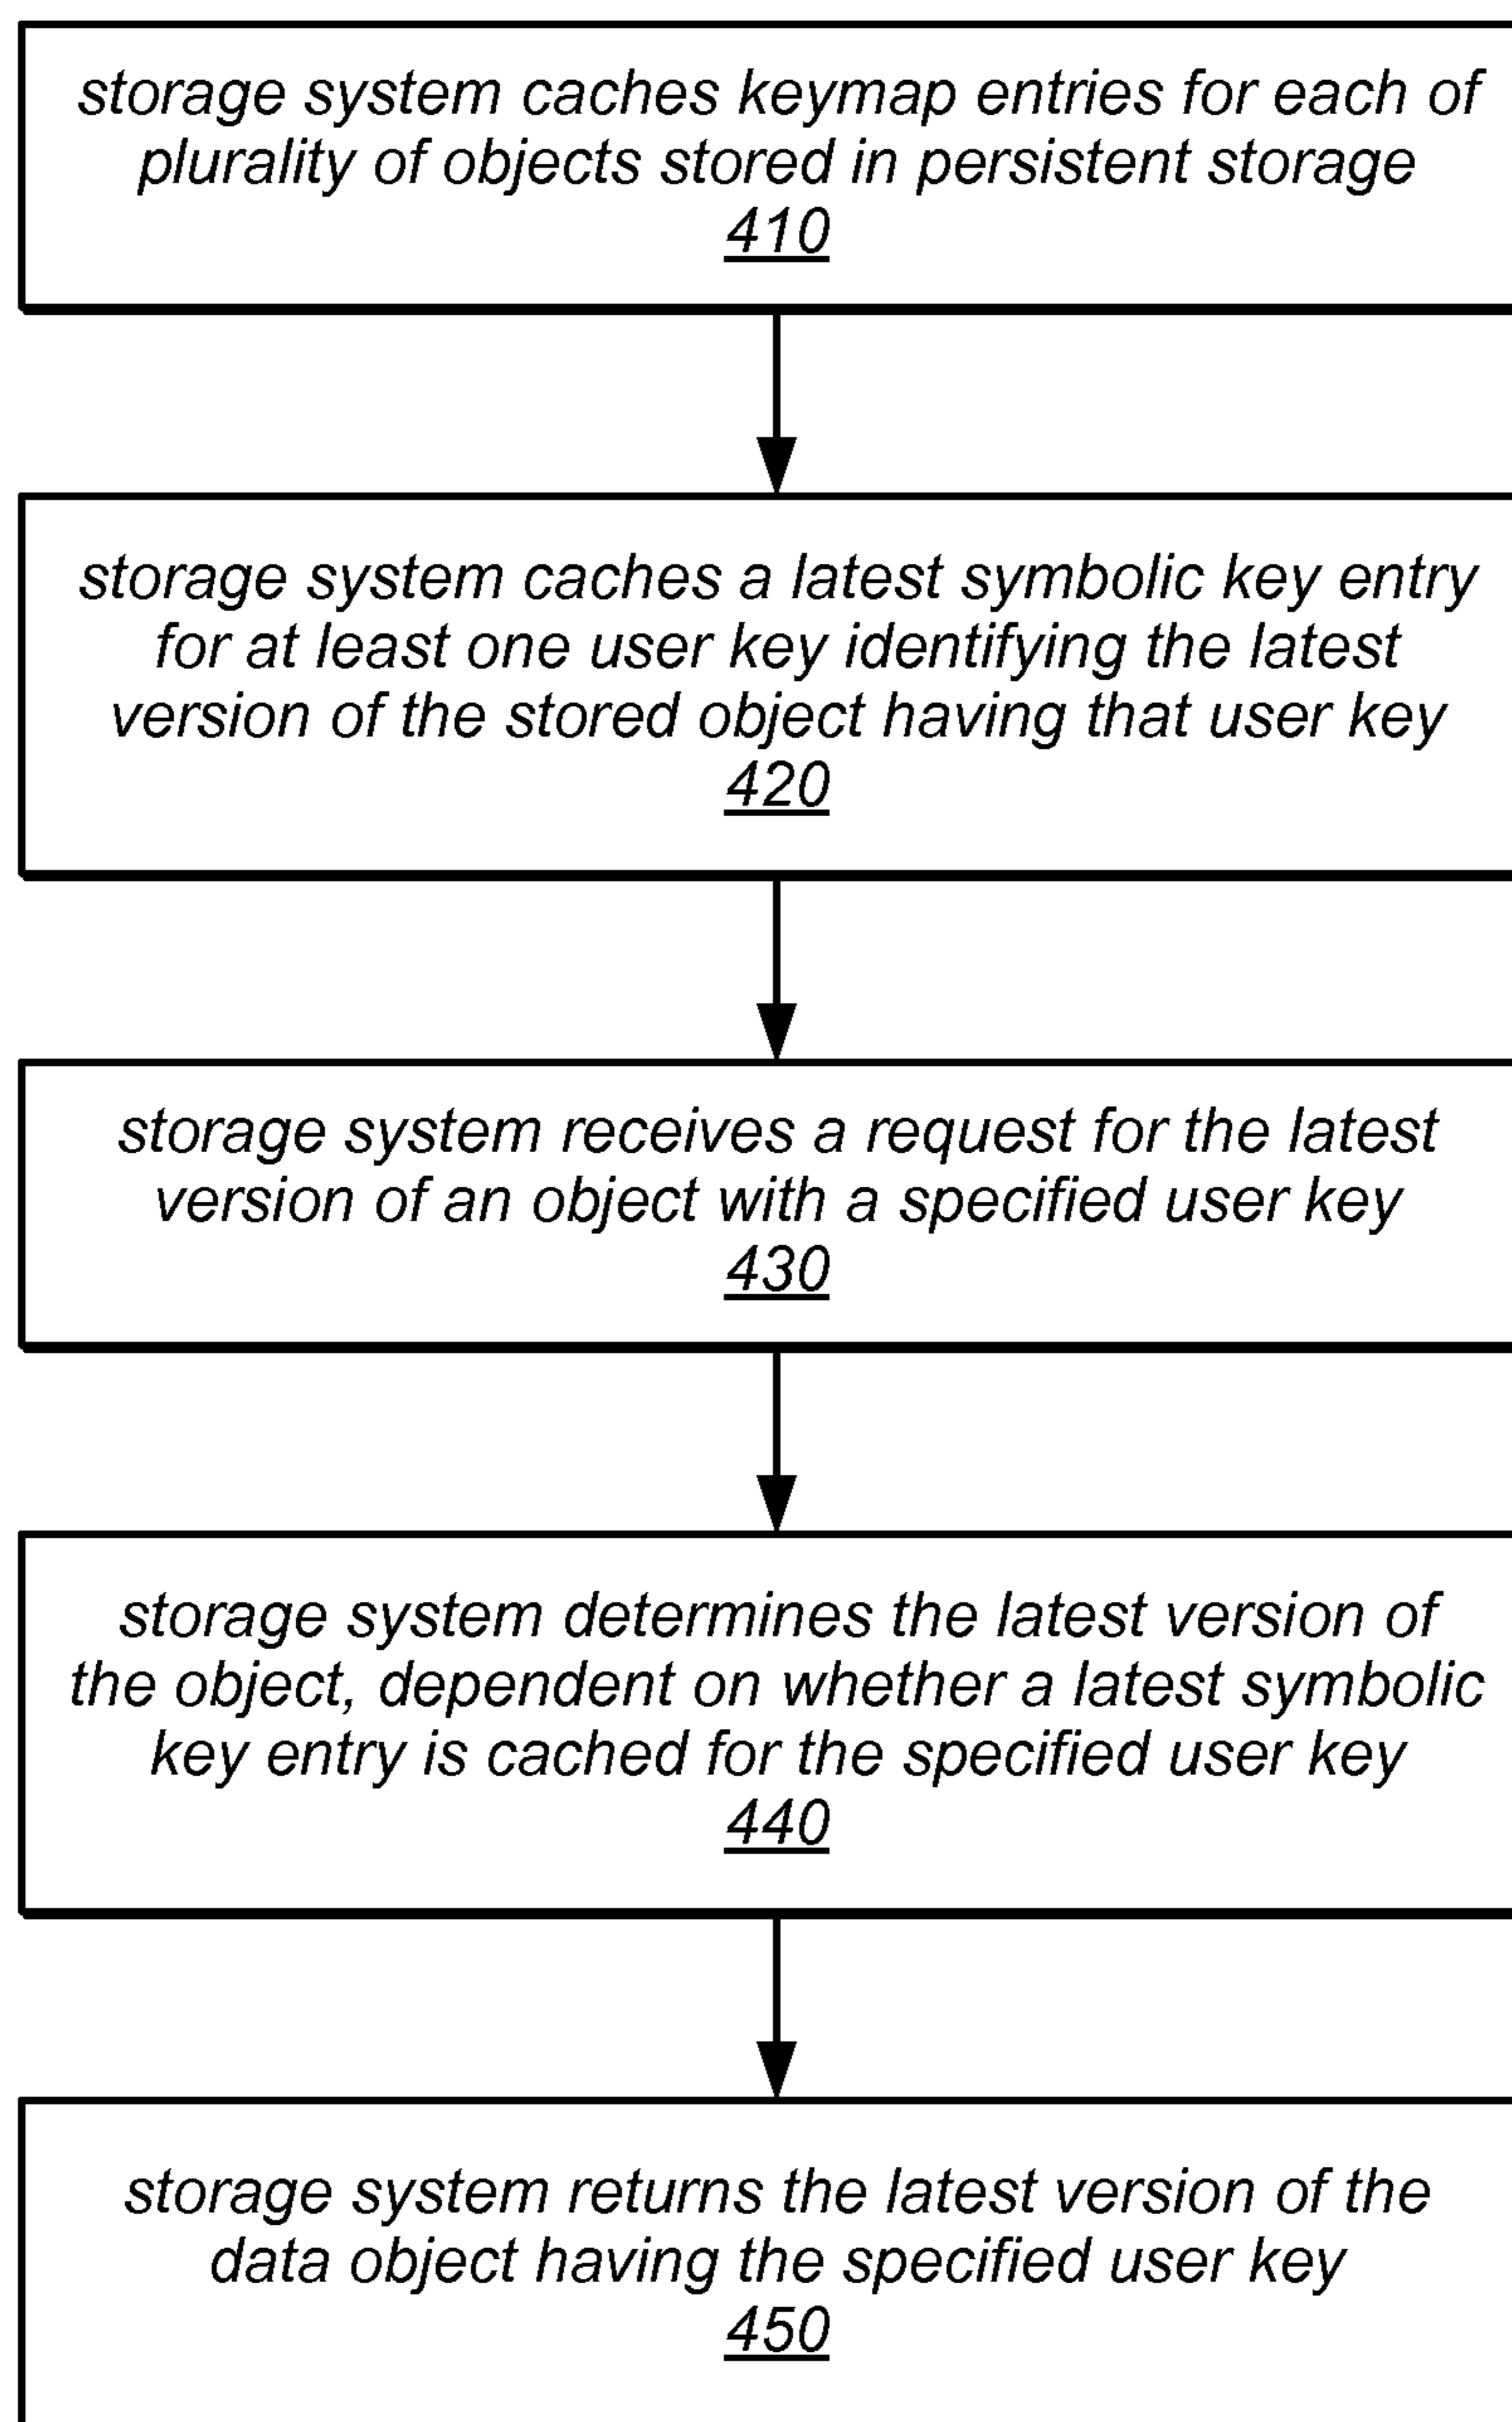 storage system caches keymap entries for each of
plurality of objects stored in persistent storage
410
storage system caches a latest symbolic key entry
for at least one user key identifying the latest
version of the stored object having that user key
420
storage system receives a request for the latest
version of an object with a specified user key
430
storage system determines the latest version of
the object, dependent on whether a latest symbolic
key entry is cached for the specified user key
440
storage system returns the latest version of the
data object having the specified user key
450